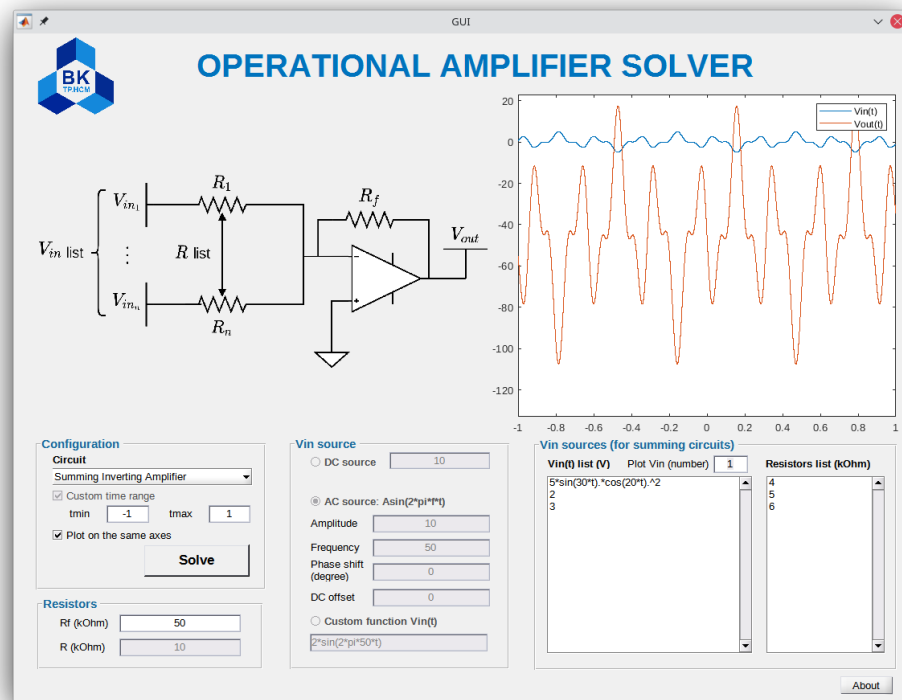 GUI
BK
TP.HCM
OPERATIONAL AMPLIFIER SOLVER
V_in list
V_in₁
⋮
V_inₙ
R₁
R list
Rₙ
R_f
−
+
V_out
20
0
-20
-40
-60
-80
-100
-120
-1 -0.8 -0.6 -0.4 -0.2 0 0.2 0.4 0.6 0.8 1
Vin(t)
Vout(t)
Configuration
Circuit
Summing Inverting Amplifier
Custom time range
tmin -1 tmax 1
Plot on the same axes
Solve
Resistors
Rf (kOhm) 50
R (kOhm) 10
Vin source
DC source 10
AC source: Asin(2*pi*f*t)
Amplitude 10
Frequency 50
Phase shift
(degree) 0
DC offset 0
Custom function Vin(t)
2*sin(2*pi*50*t)
Vin sources (for summing circuits)
Vin(t) list (V) Plot Vin (number) 1 Resistors list (kOhm)
5*sin(30*t).*cos(20*t).^2
2
3
4
5
6
About